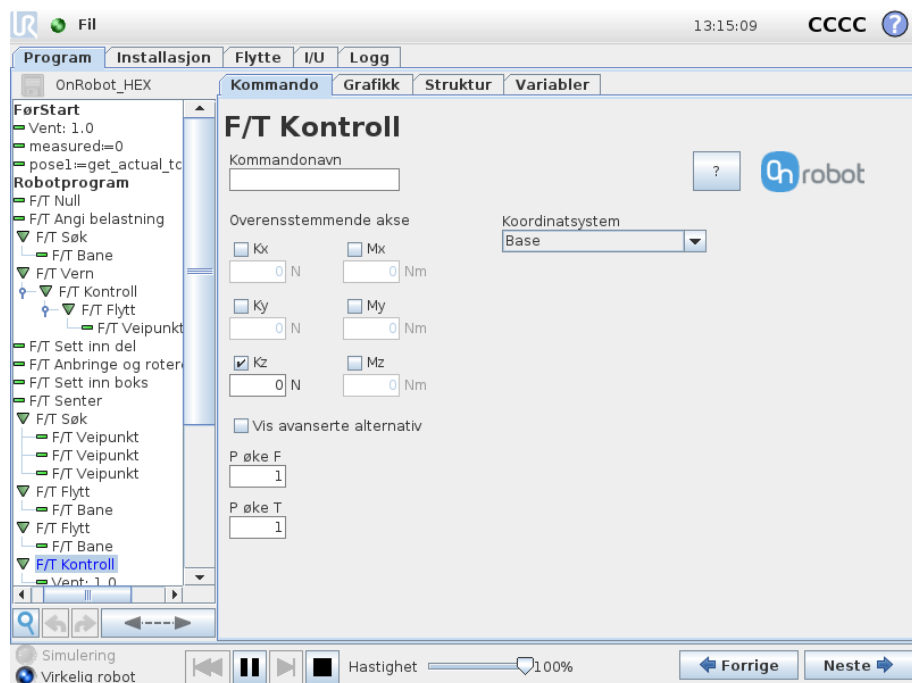 Fil 13:15:09 CCCC ?
Program Installasjon Flytte I/U Logg
OnRobot_HEX Kommando Grafikk Struktur Variabler
FørStart
Vent: 1.0
measured:=0
pose1:=get_actual_tc
Robotprogram
F/T Null
F/T Angi belastning
F/T Søk
F/T Bane
F/T Vern
F/T Kontroll
F/T Flytt
F/T Veipunkt
F/T Sett inn del
F/T Anbringe og roter
F/T Sett inn boks
F/T Senter
F/T Søk
F/T Veipunkt
F/T Veipunkt
F/T Veipunkt
F/T Flytt
F/T Bane
F/T Flytt
F/T Bane
F/T Kontroll
Vent: 1.0
F/T Kontroll
Kommandonavn
? On robot
Overensstemmende akse
Koordinatsystem
Base
Kx Mx
0 N 0 Nm
Ky My
0 N 0 Nm
Kz Mz
0 N 0 Nm
Vis avanserte alternativ
P øke F
1
P øke T
1
Simulering
Virkelig robot
Hastighet 100%
Forrige Neste